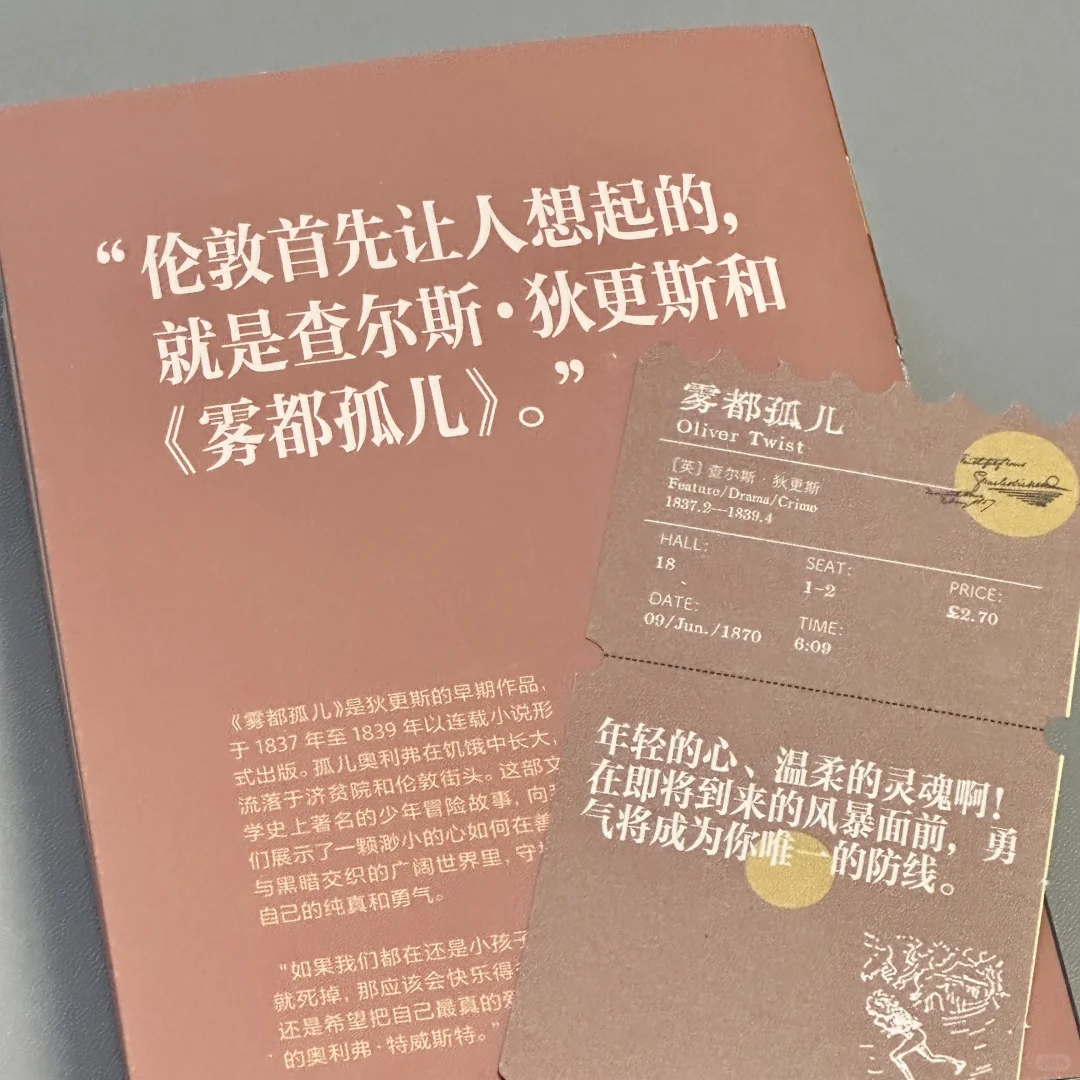 “伦敦首先让人想起的，
就是查尔斯·狄更斯和
《雾都孤儿》。”
《雾都孤儿》是狄更斯的早期作品，
于 1837 年至 1839 年以连载小说形
式出版。孤儿奥利弗在饥饿中长大，
流落于济贫院和伦敦街头。这部文
学史上著名的少年冒险故事，向
们展示了一颗渺小的心如何在善
与黑暗交织的广阔世界里，守
自己的纯真和勇气。
“如果我们都在还是小孩子
就死掉，那应该会快乐得
还是希望把自己最真的
的奥利弗·特威斯特。”
雾都孤儿
Oliver Twist
[英] 查尔斯·狄更斯
Feature/Drama/Crime
1837.2—1839.4
HALL:
18
SEAT:
1-2
PRICE:
£2.70
DATE:
09/Jun./1870
TIME:
6:09
年轻的心、温柔的灵魂啊！
在即将到来的风暴面前，勇
气将成为你唯一的防线。